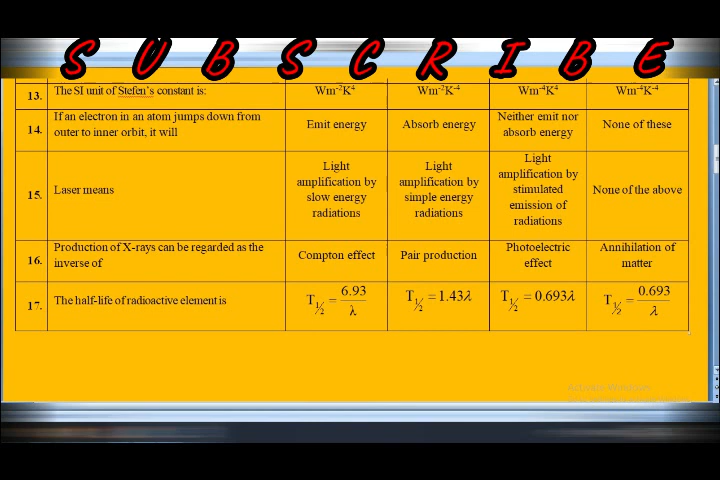 SUBSCRIBE
13. The SI unit of Stefen's constant is: Wm⁻²K⁴ Wm⁻²K⁻⁴ Wm⁻⁴K⁴ Wm⁻⁴K⁻⁴
14. If an electron in an atom jumps down from
outer to inner orbit, it will
Emit energy
Absorb energy
Neither emit nor
absorb energy
None of these
15. Laser means
Light
amplification by
slow energy
radiations
Light
amplification by
simple energy
radiations
Light
amplification by
stimulated
emission of
radiations
None of the above
16. Production of X-rays can be regarded as the
inverse of
Compton effect
Pair production
Photoelectric
effect
Annihilation of
matter
17. The half-life of radioactive element is
T½ = 6.93/λ
T½ = 1.43λ
T½ = 0.693λ
T½ = 0.693/λ
Activate Windows